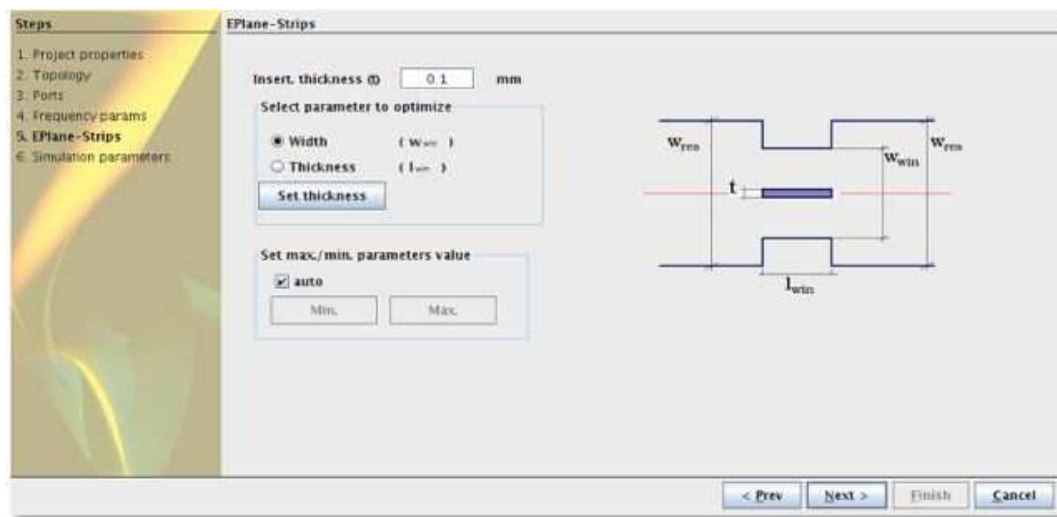 Steps
1. Project properties
2. Topology
3. Ports
4. Frequency params
5. EPlane-Strips
6. Simulation parameters
EPlane-Strips
Insert. thickness (t) 0.1 mm
Select parameter to optimize
Width ( Wwin )
Thickness ( lwin )
Set thickness
Set max./min. parameters value
auto
Min. Max.
Wres
Wwin
Wres
t
lwin
< Prev Next > Finish Cancel